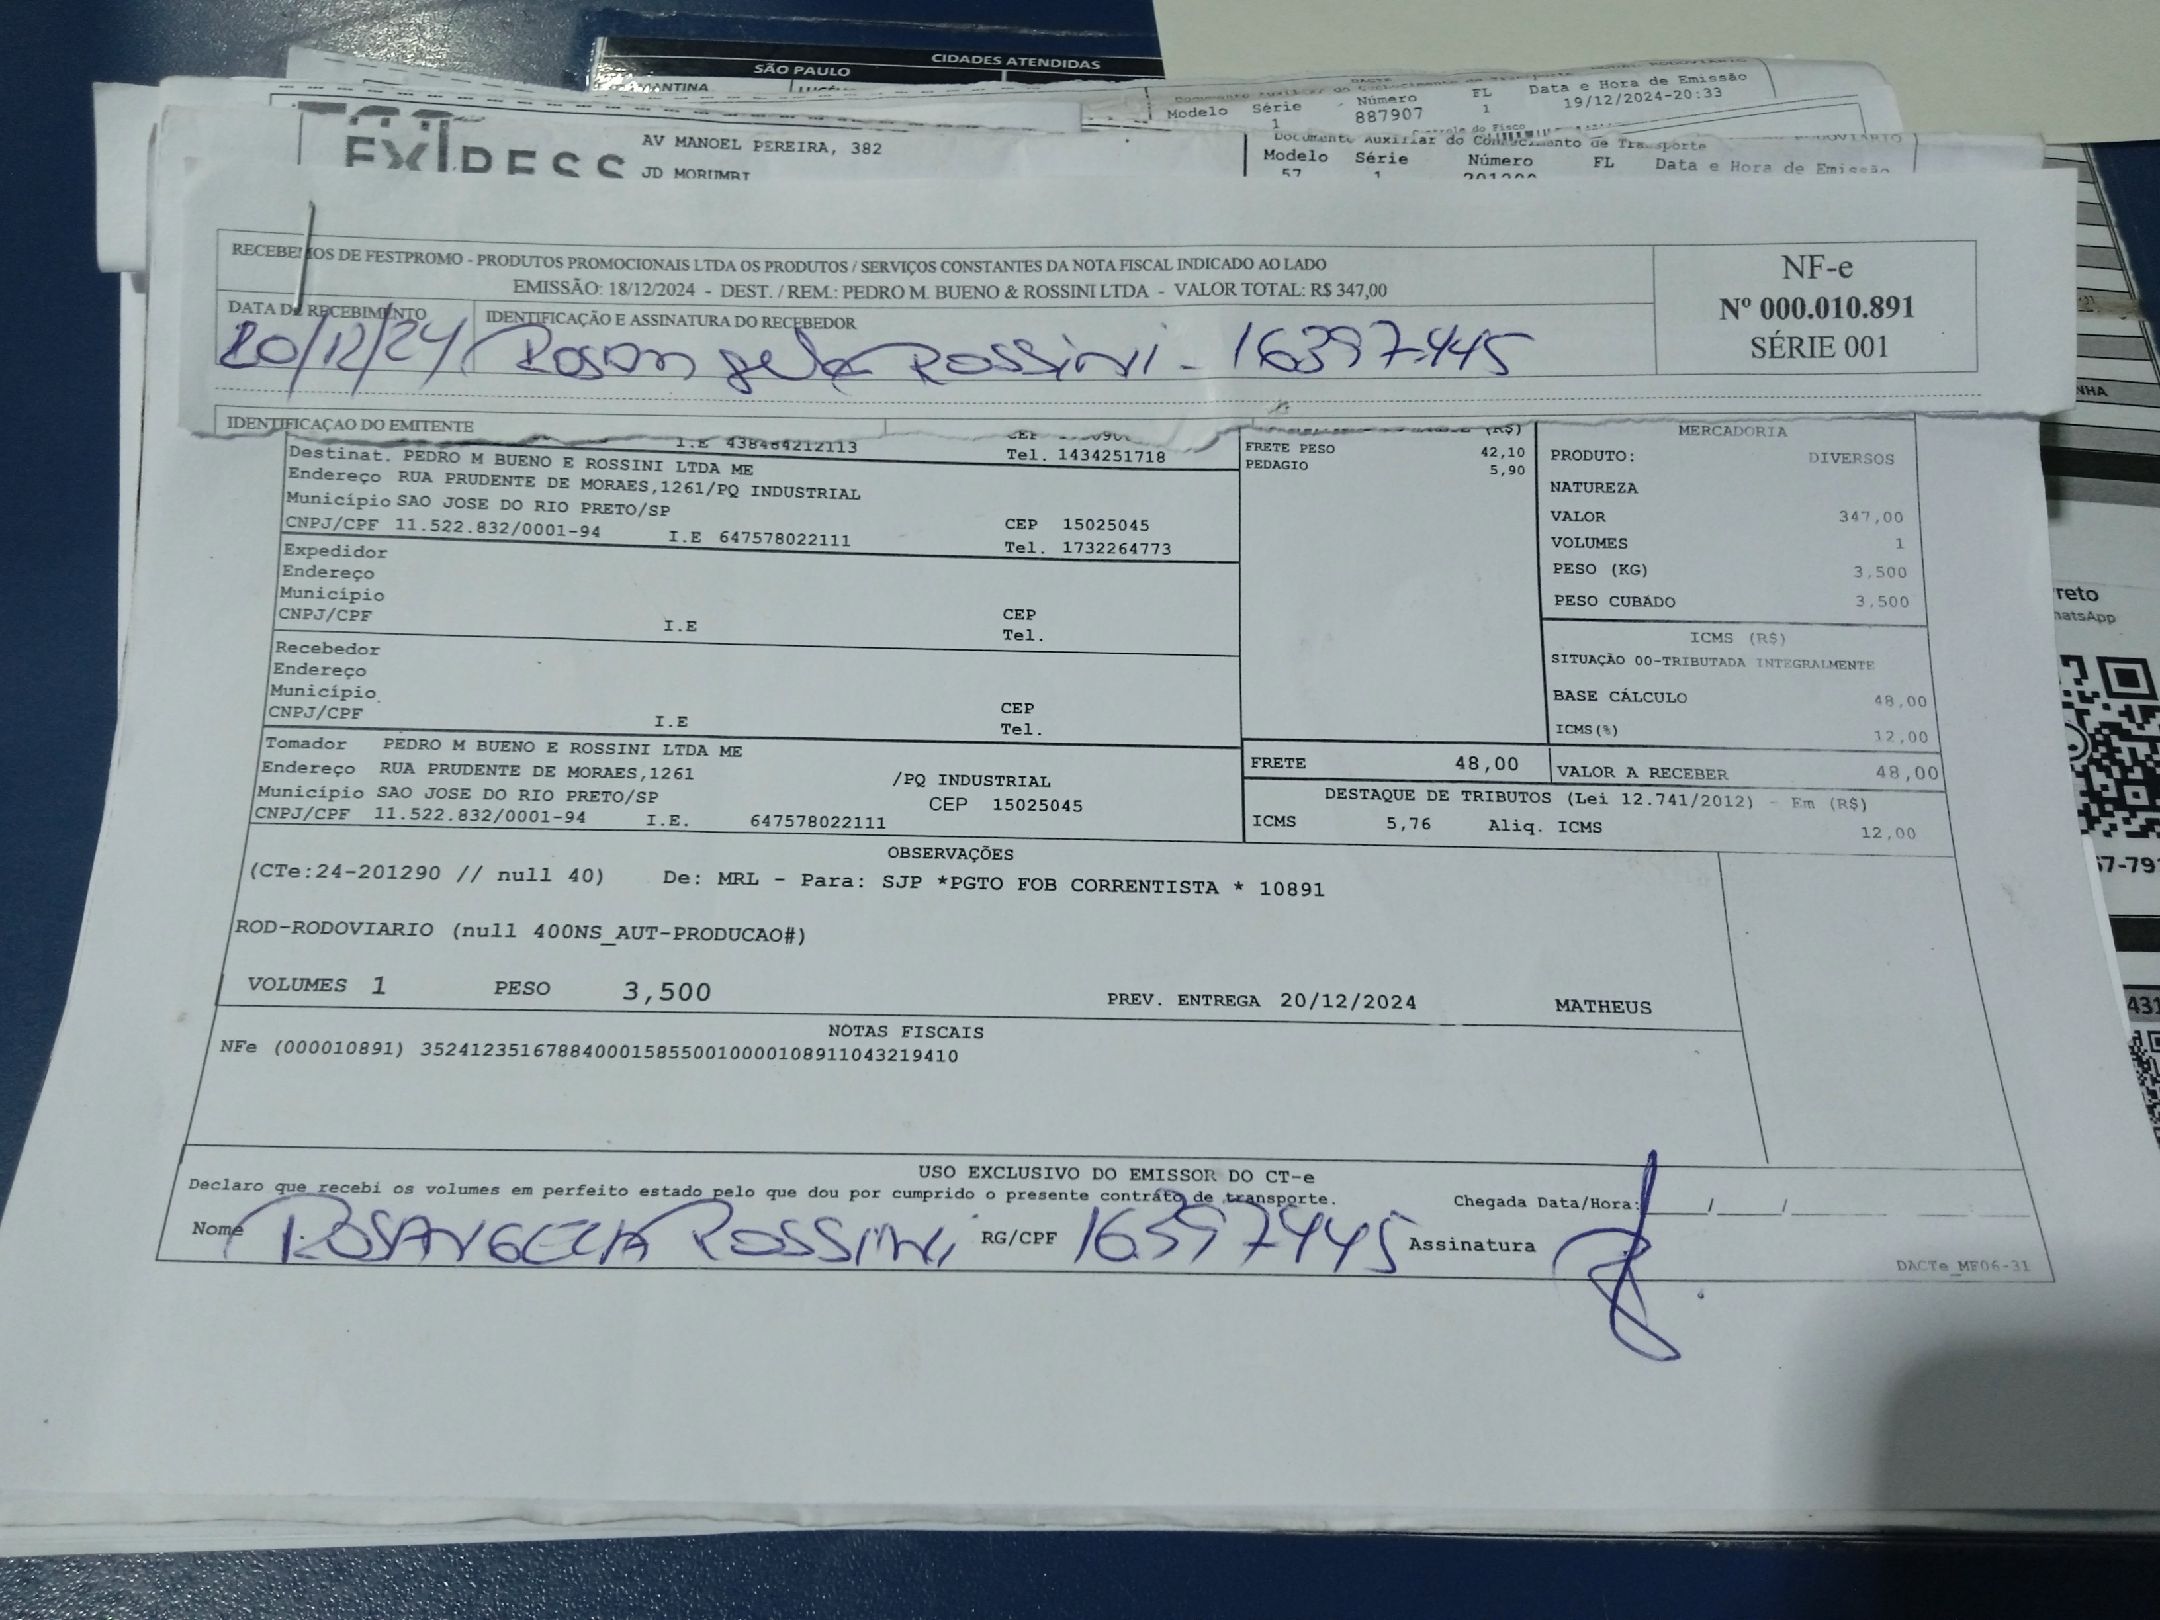 SÃO PAULO
CIDADES ATENDIDAS
Modelo Série Número FL Data e Hora de Emissão
1 887907 1 19/12/2024-20:33
EXPRESS
AV MANOEL PEREIRA, 382
JD MORUMBI
Documento Auxiliar do Conhecimento de Transporte
Modelo Série Número FL Data e Hora de Emissão
57 1
RECEBEMOS DE FESTPROMO - PRODUTOS PROMOCIONAIS LTDA OS PRODUTOS / SERVIÇOS CONSTANTES DA NOTA FISCAL INDICADO AO LADO
EMISSÃO: 18/12/2024 - DEST. / REM.: PEDRO M. BUENO & ROSSINI LTDA - VALOR TOTAL: R$ 347,00
NF-e
Nº 000.010.891
SÉRIE 001
DATA DE RECEBIMENTO
IDENTIFICAÇÃO E ASSINATURA DO RECEBEDOR
20/12/24 Rosangela Rossini - 16397445
IDENTIFICAÇÃO DO EMITENTE
I.E 438464212113
Tel. 1434251718
Destinat. PEDRO M BUENO E ROSSINI LTDA ME
Endereço RUA PRUDENTE DE MORAES,1261/PQ INDUSTRIAL
Município SAO JOSE DO RIO PRETO/SP
CEP 15025045
CNPJ/CPF 11.522.832/0001-94 I.E 647578022111
Tel. 1732264773
Expedidor
Endereço
Município
CEP
CNPJ/CPF I.E
Tel.
Recebedor
Endereço
Município
CEP
CNPJ/CPF I.E
Tel.
Tomador PEDRO M BUENO E ROSSINI LTDA ME
Endereço RUA PRUDENTE DE MORAES,1261 /PQ INDUSTRIAL
Município SAO JOSE DO RIO PRETO/SP CEP 15025045
CNPJ/CPF 11.522.832/0001-94 I.E. 647578022111
FRETE PESO 42,10
PEDAGIO 5,90
MERCADORIA
PRODUTO: DIVERSOS
NATUREZA
VALOR 347,00
VOLUMES 1
PESO (KG) 3,500
PESO CUBADO 3,500
ICMS (R$)
SITUAÇÃO 00-TRIBUTADA INTEGRALMENTE
BASE CÁLCULO 48,00
ICMS(%) 12,00
FRETE 48,00
VALOR A RECEBER 48,00
DESTAQUE DE TRIBUTOS (Lei 12.741/2012) - Em (R$)
ICMS 5,76 Aliq. ICMS 12,00
OBSERVAÇÕES
(CTe:24-201290 // null 40) De: MRL - Para: SJP *PGTO FOB CORRENTISTA * 10891
ROD-RODOVIARIO (null 400NS_AUT-PRODUCAO#)
VOLUMES 1 PESO 3,500 PREV. ENTREGA 20/12/2024 MATHEUS
NOTAS FISCAIS
NFe (000010891) 35241235167884000158550010000108911043219410
USO EXCLUSIVO DO EMISSOR DO CT-e
Declaro que recebi os volumes em perfeito estado pelo que dou por cumprido o presente contrato de transporte.
Chegada Data/Hora: / /
Nome ROSANGELA ROSSINI RG/CPF 16397445 Assinatura
DACTe_MF06-31